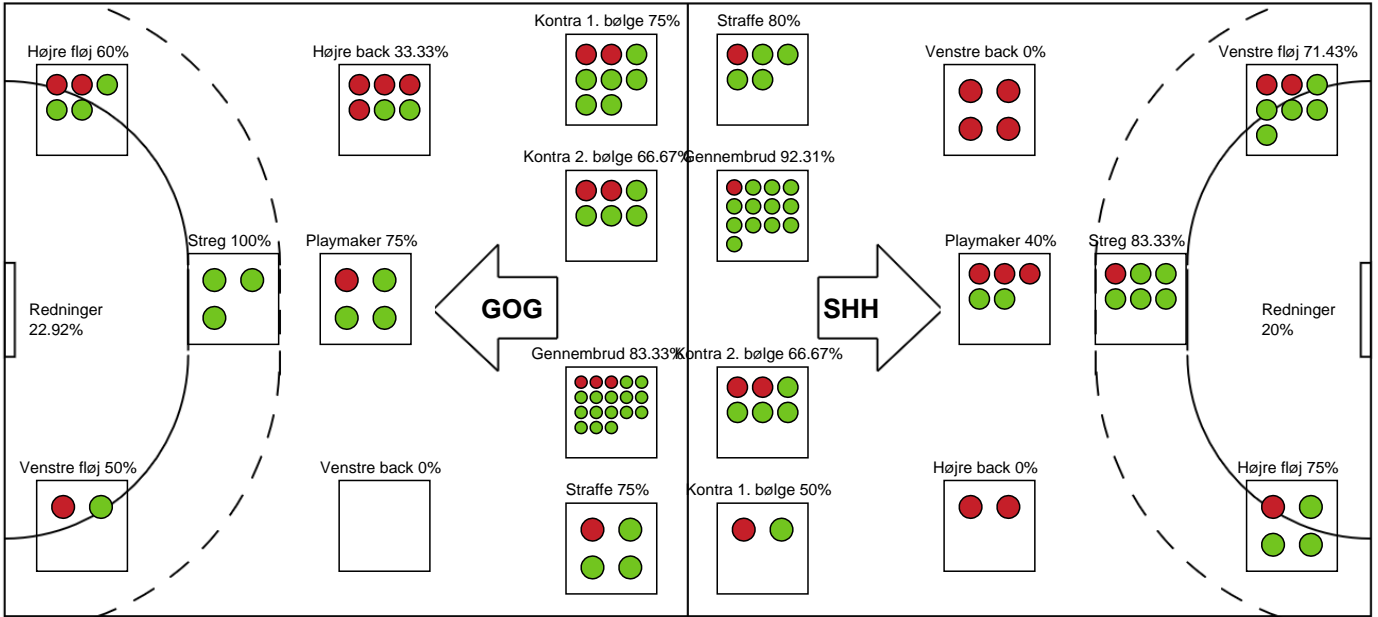 Kontra 1. bølge 75%
Straffe 80%
Højre fløj 60%
Højre back 33.33%
Venstre back 0%
Venstre fløj 71.43%
Kontra 2. bølge 66.67%
Gennembrud 92.31%
Streg 100%
Playmaker 75%
Playmaker 40%
Streg 83.33%
Redninger
22.92%
GOG
SHH
Redninger
20%
Gennembrud 83.33%
Kontra 2. bølge 66.67%
Venstre fløj 50%
Venstre back 0%
Straffe 75%
Kontra 1. bølge 50%
Højre back 0%
Højre fløj 75%